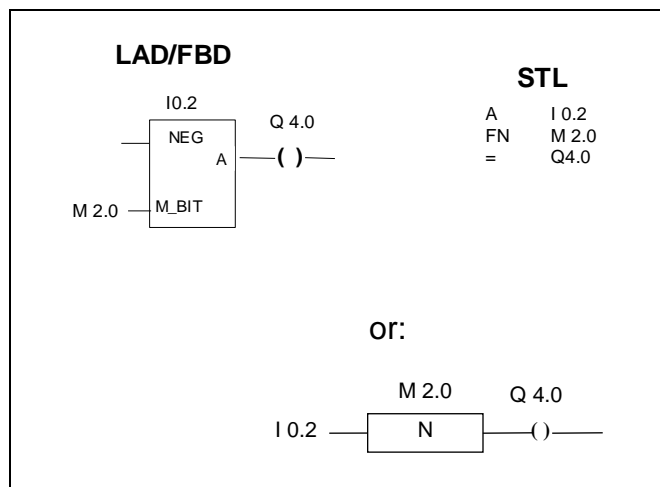 LAD/FBD
I0.2
NEG
Q 4.0
A
( )
M 2.0
M_BIT
STL
A I 0.2
FN M 2.0
= Q4.0
or:
M 2.0
Q 4.0
I 0.2
N
( )